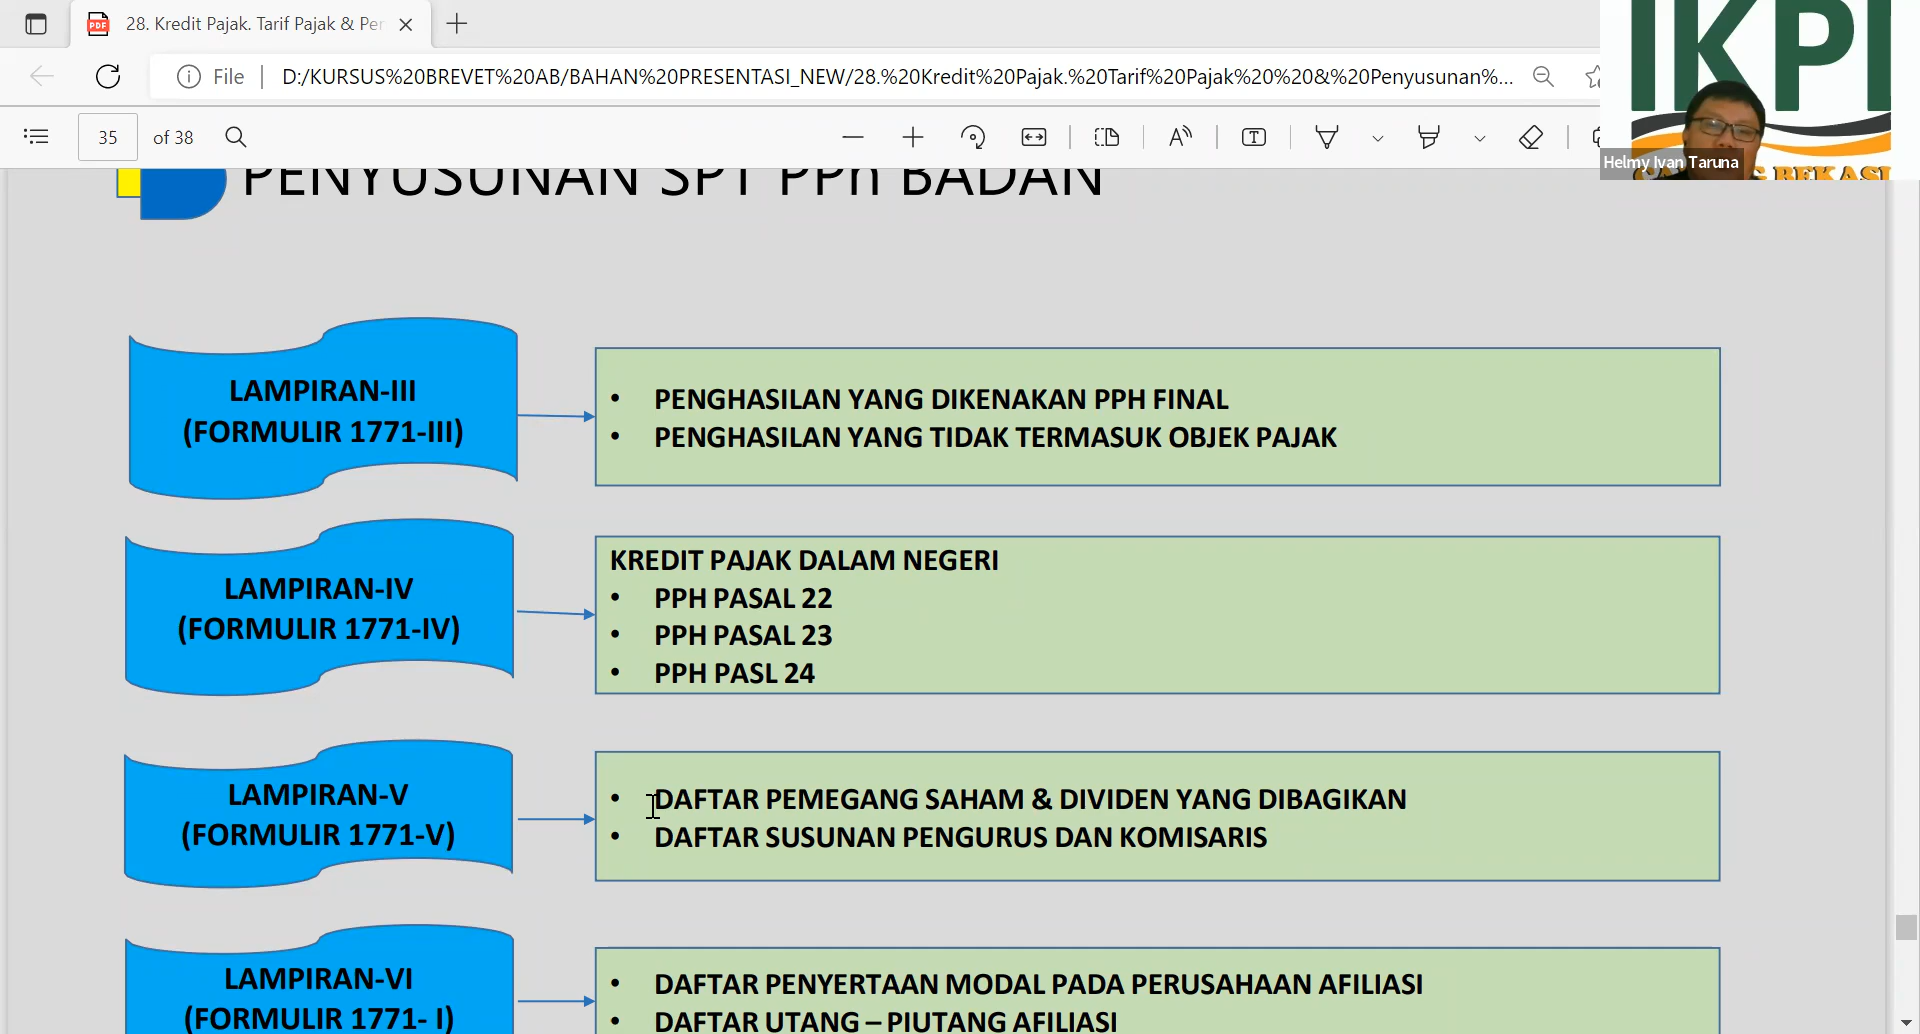 28. Kredit Pajak. Tarif Pajak & Per
File
D:/KURSUS%20BREVET%20AB/BAHAN%20PRESENTASI_NEW/28.%20Kredit%20Pajak.%20Tarif%20Pajak%20%20&%20Penyusunan%...
35 of 38
IKPI
Helmy Ivan Taruna
BEKASI
PENYUSUNAN SPT PPh BADAN
LAMPIRAN-III
(FORMULIR 1771-III)
• PENGHASILAN YANG DIKENAKAN PPH FINAL
• PENGHASILAN YANG TIDAK TERMASUK OBJEK PAJAK
LAMPIRAN-IV
(FORMULIR 1771-IV)
KREDIT PAJAK DALAM NEGERI
• PPH PASAL 22
• PPH PASAL 23
• PPH PASL 24
LAMPIRAN-V
(FORMULIR 1771-V)
• DAFTAR PEMEGANG SAHAM & DIVIDEN YANG DIBAGIKAN
• DAFTAR SUSUNAN PENGURUS DAN KOMISARIS
LAMPIRAN-VI
(FORMULIR 1771- I)
• DAFTAR PENYERTAAN MODAL PADA PERUSAHAAN AFILIASI
• DAFTAR UTANG – PIUTANG AFILIASI